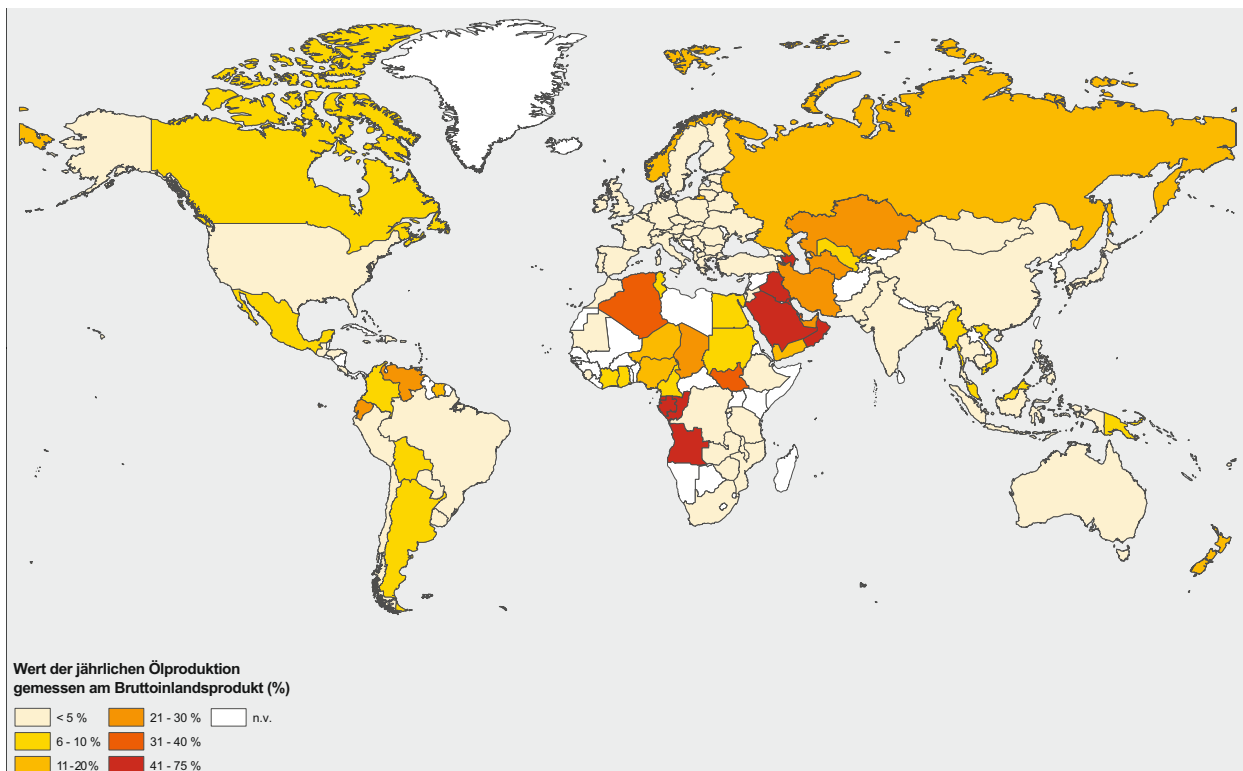 Wert der jährlichen Ölproduktion
gemessen am Bruttoinlandsprodukt (%)
< 5 %
21 - 30 %
n.v.
6 - 10 %
31 - 40 %
11-20%
41 - 75 %